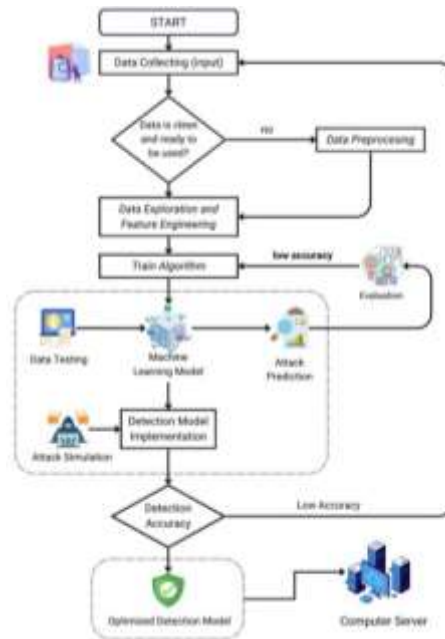 START
Data Collecting (input)
Data is clean
and ready to
be used?
no
Data Preprocesing
Data Exploration and
Feature Engineering
Train Algorithm
low accuracy
Evaluation
Data Testing
Machine
Learning Model
Attack
Prediction
Detection Model
Implementation
Attack Simulation
Detection
Accuracy
Low Accuracy
Optimized Detection Model
Computer Server